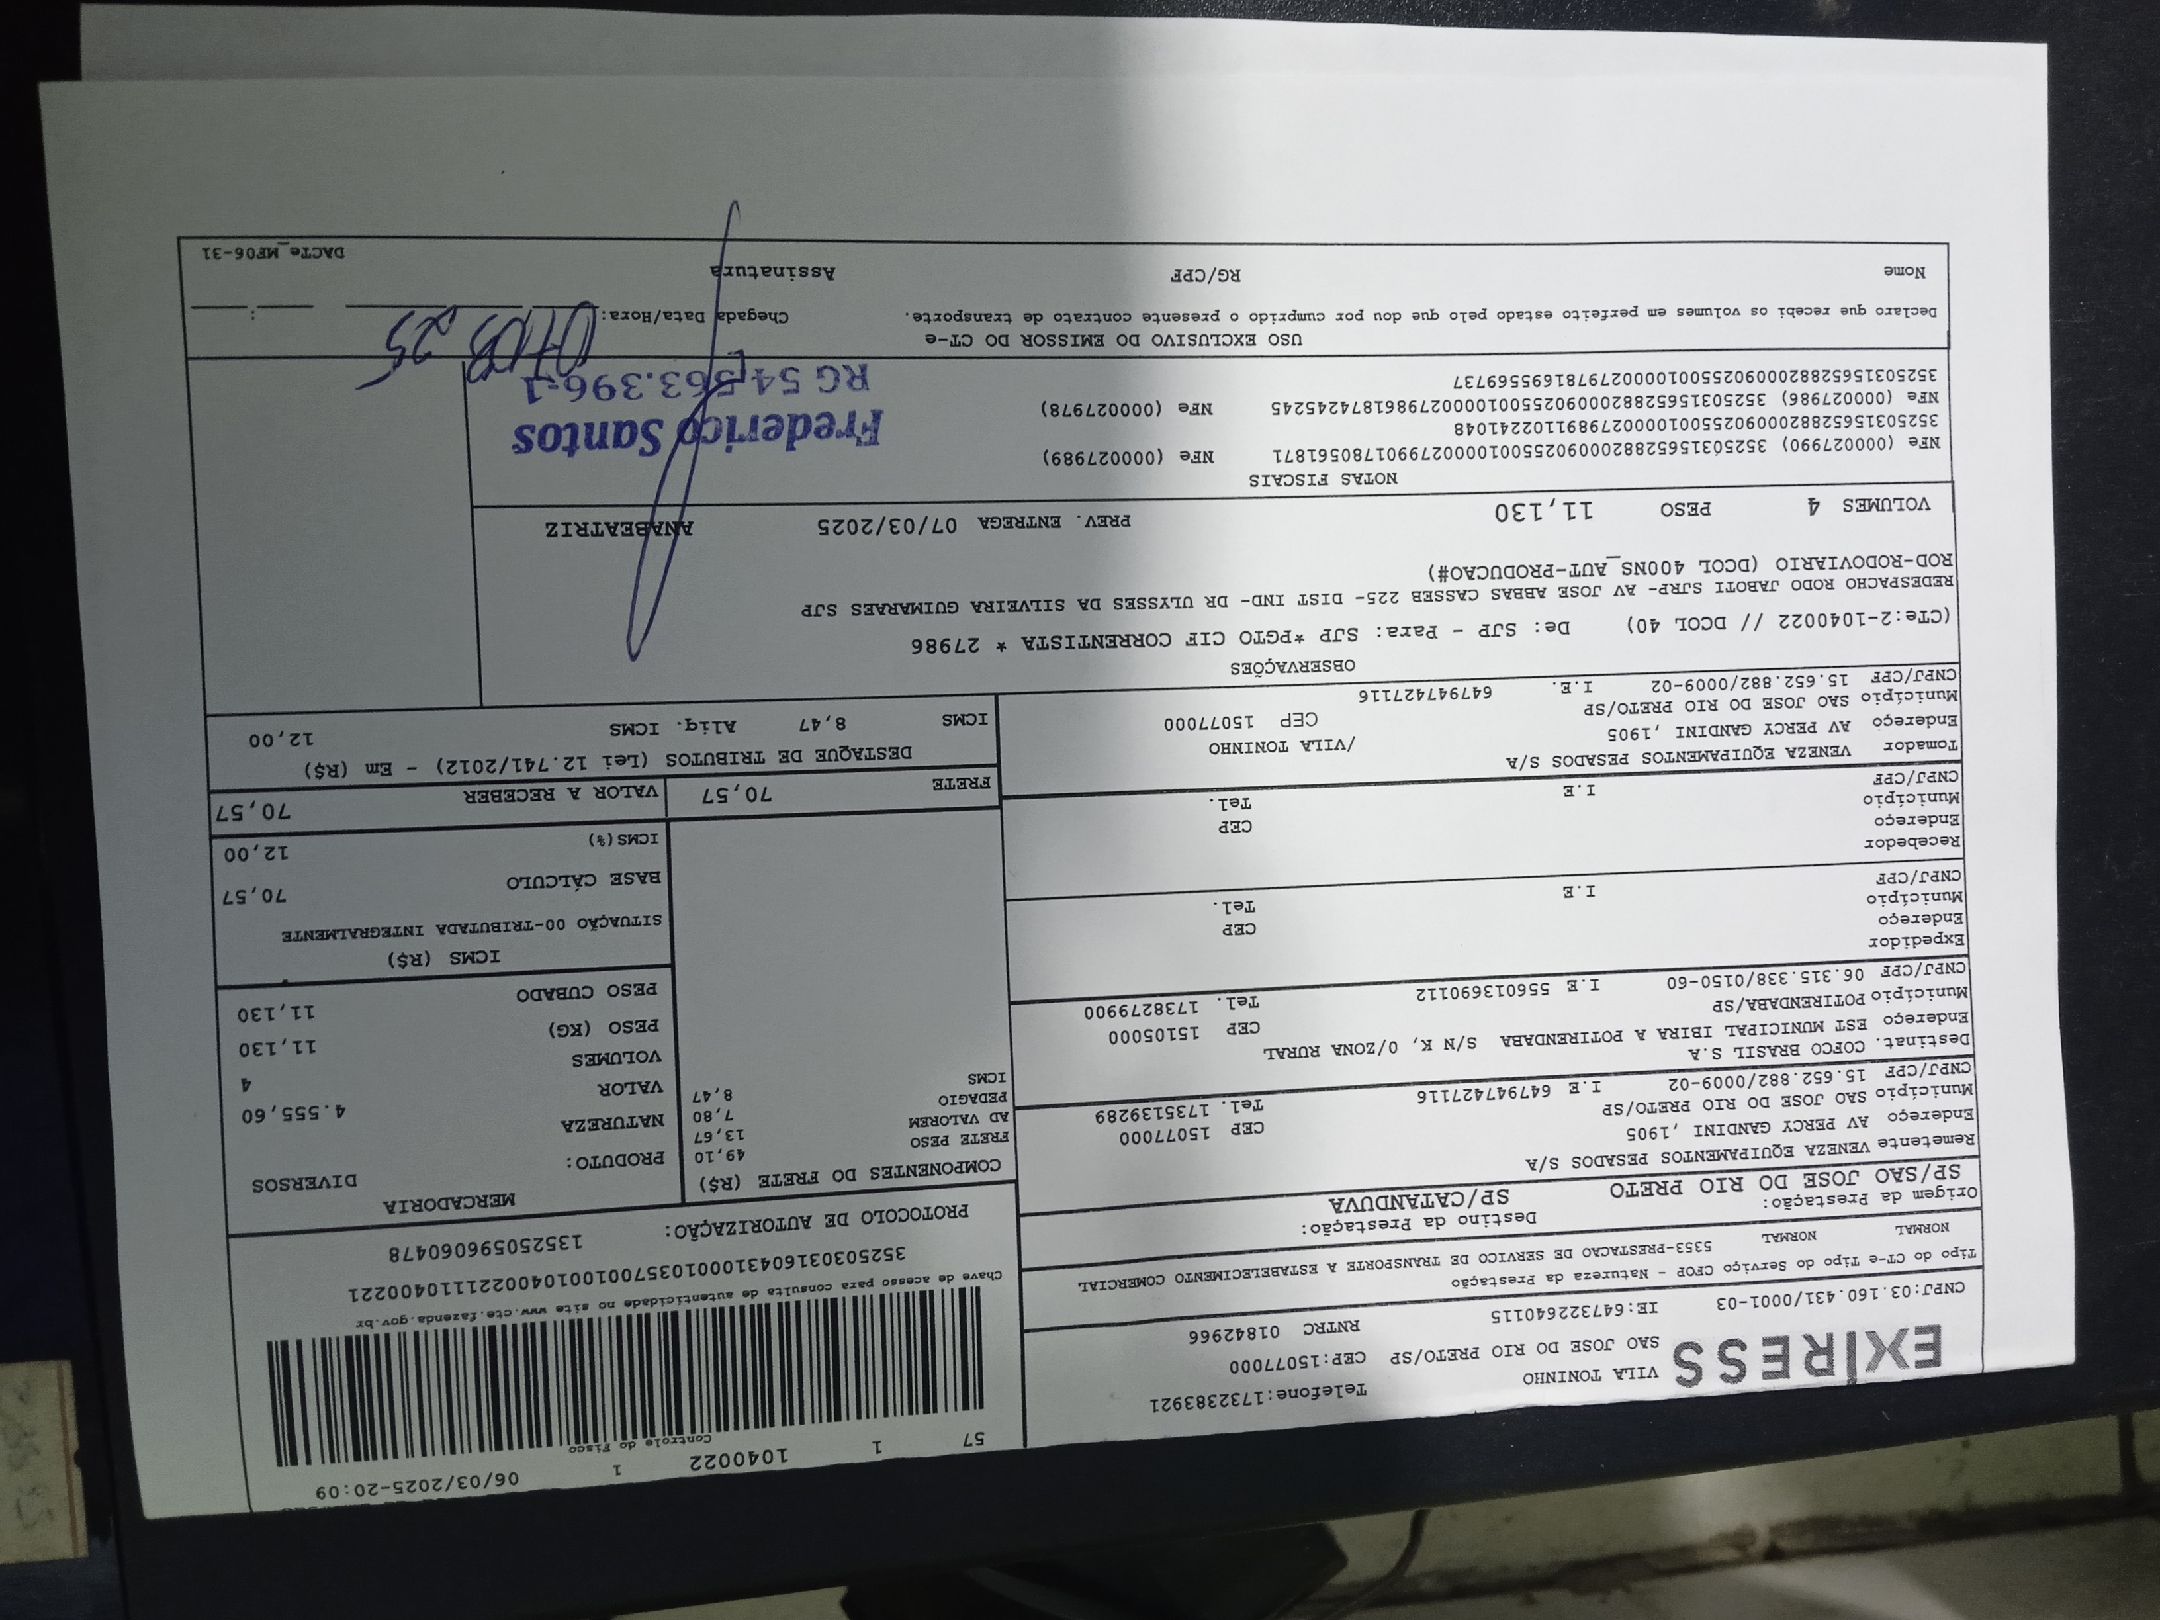 57 1 1040022 1 06/03/2025-20:09
Controle do Fisco
EXPRESS
VILA TONINHO Telefone:1732383921
SAO JOSE DO RIO PRETO/SP CEP:15077000
CNPJ:03.160.431/0001-03 IE:647322640115 RNTRC 01842966
Chave de acesso para consulta de autenticidade no site www.cte.fazenda.gov.br
35250303160431000103570010010400221110400221
PROTOCOLO DE AUTORIZAÇÃO: 135250596060478
Tipo do CT-e Tipo do Serviço CFOP - Natureza da Prestação
NORMAL NORMAL 5353-PRESTACAO DE SERVICO DE TRANSPORTE A ESTABELECIMENTO COMERCIAL
Origem da Prestação: Destino da Prestação:
SP/SAO JOSE DO RIO PRETO SP/CATANDUVA
Remetente VENEZA EQUIPAMENTOS PESADOS S/A
Endereço AV PERCY GANDINI ,1905 CEP 15077000
Município SAO JOSE DO RIO PRETO/SP Tel. 1735139289
CNPJ/CPF 15.652.882/0009-02 I.E 647947427116
Destinat. COFCO BRASIL S.A
Endereço EST MUNICIPAL IBIRA A POTIRENDABA S/N K, 0/ZONA RURAL
Município POTIRENDABA/SP CEP 15105000
CNPJ/CPF 06.315.338/0150-60 I.E 556013690112 Tel. 1738279900
Expedidor
Endereço CEP
Município Tel.
CNPJ/CPF I.E
Recebedor
Endereço CEP
Município Tel.
CNPJ/CPF I.E
Tomador VENEZA EQUIPAMENTOS PESADOS S/A
Endereço AV PERCY GANDINI ,1905 /VILA TONINHO
Município SAO JOSE DO RIO PRETO/SP CEP 15077000
CNPJ/CPF 15.652.882/0009-02 I.E. 647947427116
COMPONENTES DO FRETE (R$)
FRETE PESO 49,10
AD VALOREM 13,67
PEDAGIO 7,80
ICMS 8,47
MERCADORIA
PRODUTO: DIVERSOS
NATUREZA
VALOR 4.555,60
VOLUMES 4
PESO (KG) 11,130
PESO CUBADO 11,130
ICMS (R$)
SITUAÇÃO 00-TRIBUTADA INTEGRALMENTE
BASE CÁLCULO 70,57
ICMS(%) 12,00
FRETE 70,57 VALOR A RECEBER 70,57
DESTAQUE DE TRIBUTOS (Lei 12.741/2012) - Em (R$)
ICMS 8,47 Aliq. ICMS 12,00
OBSERVAÇÕES
(CTe:2-1040022 // DCOL 40) De: SJP - Para: SJP *PGTO CIF CORRENTISTA * 27986
REDESPACHO RODO JABOTI SJRP- AV JOSE ABBAS CASSEB 225- DIST IND- DR ULYSSES DA SILVEIRA GUIMARAES SJP
ROD-RODOVIARIO (DCOL 400NS_AUT-PRODUCAO#)
VOLUMES 4 PESO 11,130 PREV. ENTREGA 07/03/2025 ANABEATRIZ
NOTAS FISCAIS
NFe (000027990) 35250315652882000902550010000279901780561871 NFe (000027989)
35250315652882000902550010000279891102241048
NFe (000027986) 35250315652882000902550010000279861874245245 NFe (000027978)
35250315652882000902550010000279781695569737
Frederico Santos
RG 54.563.396-1
USO EXCLUSIVO DO EMISSOR DO CT-e
Declaro que recebi os volumes em perfeito estado pelo que dou por cumprido o presente contrato de transporte. Chegada Data/Hora: 07 03 25 :
Nome RG/CPF Assinatura
DACTe_MF06-31